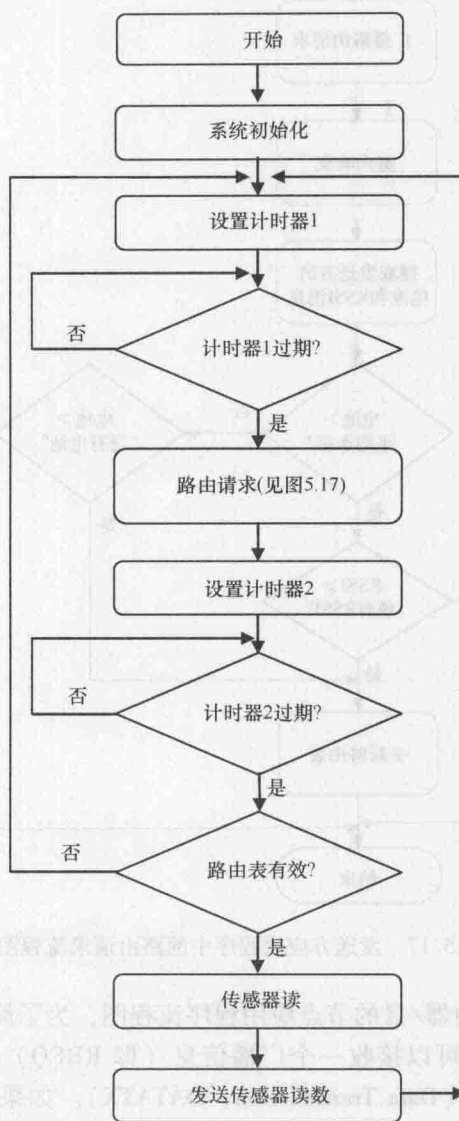 开始
系统初始化
设置计时器1
否
计时器1过期?
是
路由请求(见图5.17)
设置计时器2
否
计时器2过期?
是
否
路由表有效?
是
传感器读
发送传感器读数